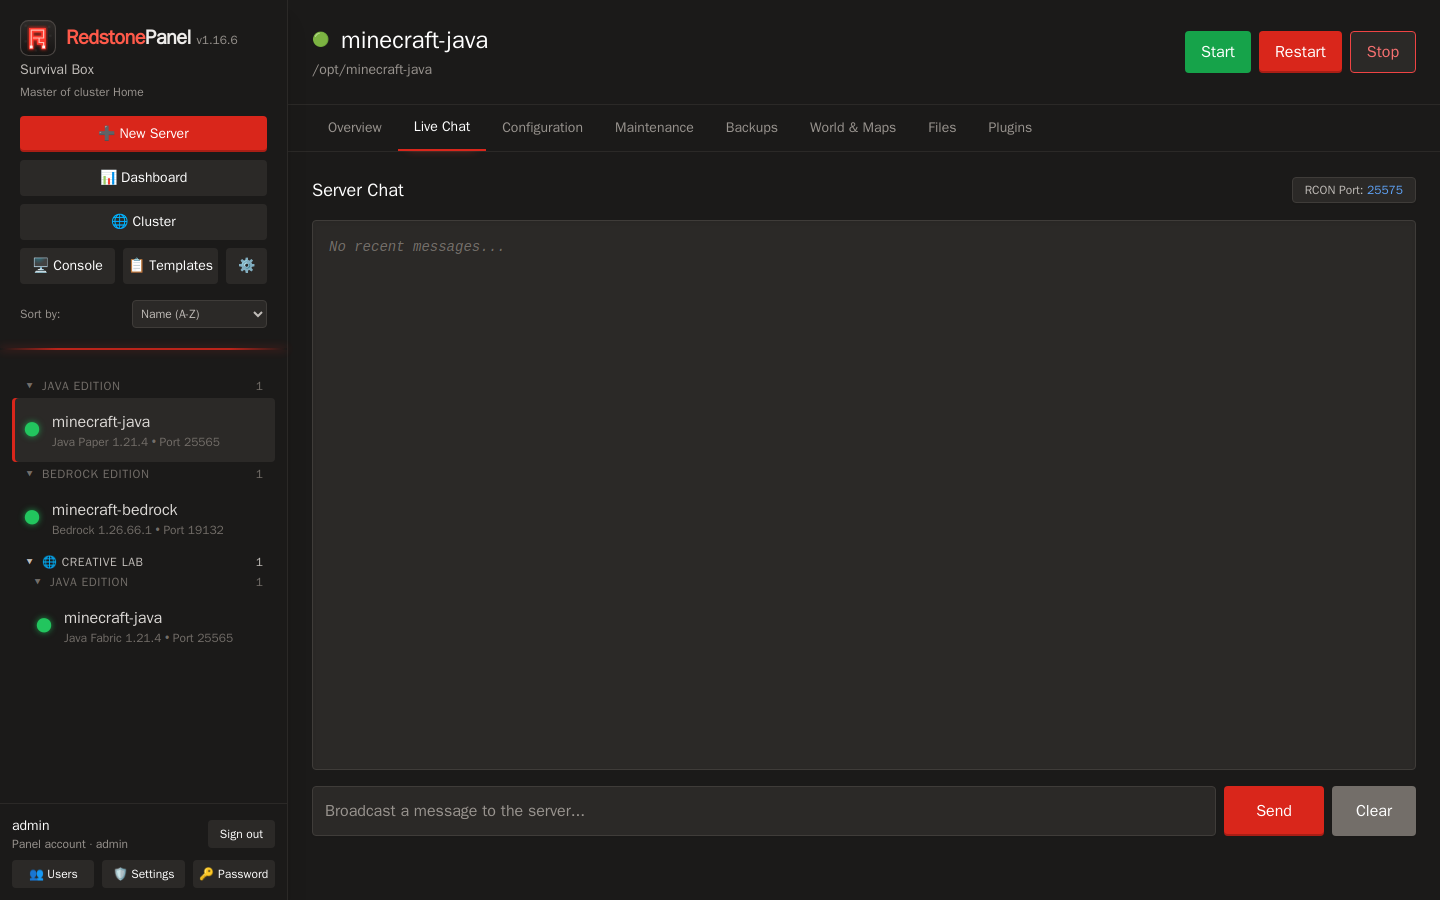 RedstonePanel v1.16.6
Survival Box
Master of cluster Home
➕ New Server
📊 Dashboard
🌐 Cluster
🖥️ Console 📋 Templates ⚙️
Sort by: Name (A-Z)
▼ JAVA EDITION 1
minecraft-java
Java Paper 1.21.4 • Port 25565
▼ BEDROCK EDITION 1
minecraft-bedrock
Bedrock 1.26.66.1 • Port 19132
▼ 🌐 CREATIVE LAB 1
▼ JAVA EDITION 1
minecraft-java
Java Fabric 1.21.4 • Port 25565
admin
Panel account · admin
Sign out
👥 Users 🛡️ Settings 🔑 Password
minecraft-java
/opt/minecraft-java
Start Restart Stop
Overview Live Chat Configuration Maintenance Backups World & Maps Files Plugins
Server Chat
RCON Port: 25575
No recent messages...
Broadcast a message to the server...
Send Clear